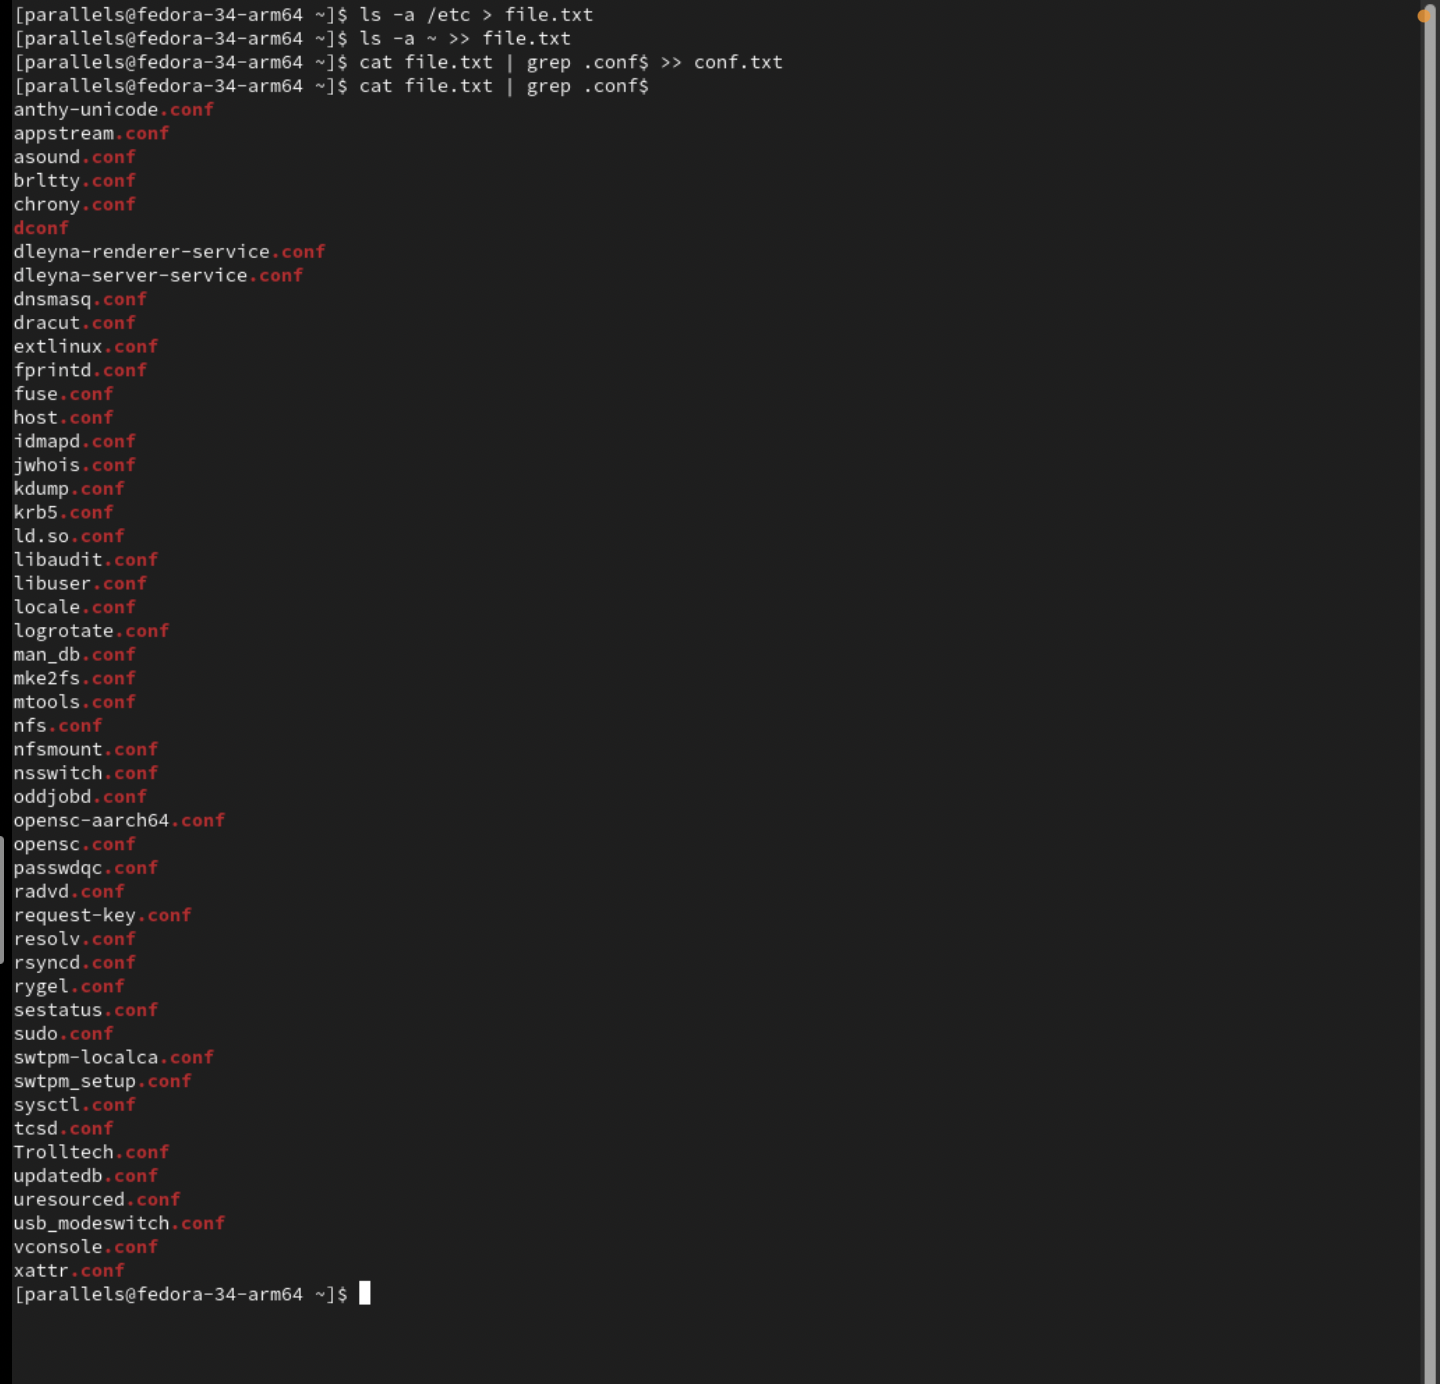 [parallels@fedora-34-arm64 ~]$ ls -a /etc > file.txt
[parallels@fedora-34-arm64 ~]$ ls -a ~ >> file.txt
[parallels@fedora-34-arm64 ~]$ cat file.txt | grep .conf$ >> conf.txt
[parallels@fedora-34-arm64 ~]$ cat file.txt | grep .conf$
anthy-unicode.conf
appstream.conf
asound.conf
brltty.conf
chrony.conf
dconf
dleyna-renderer-service.conf
dleyna-server-service.conf
dnsmasq.conf
dracut.conf
extlinux.conf
fprintd.conf
fuse.conf
host.conf
idmapd.conf
jwhois.conf
kdump.conf
krb5.conf
ld.so.conf
libaudit.conf
libuser.conf
locale.conf
logrotate.conf
man_db.conf
mke2fs.conf
mtools.conf
nfs.conf
nfsmount.conf
nsswitch.conf
oddjobd.conf
opensc-aarch64.conf
opensc.conf
passwdqc.conf
radvd.conf
request-key.conf
resolv.conf
rsyncd.conf
rygel.conf
sestatus.conf
sudo.conf
swtpm-localca.conf
swtpm_setup.conf
sysctl.conf
tcsd.conf
Trolltech.conf
updatedb.conf
uresourced.conf
usb_modeswitch.conf
vconsole.conf
xattr.conf
[parallels@fedora-34-arm64 ~]$